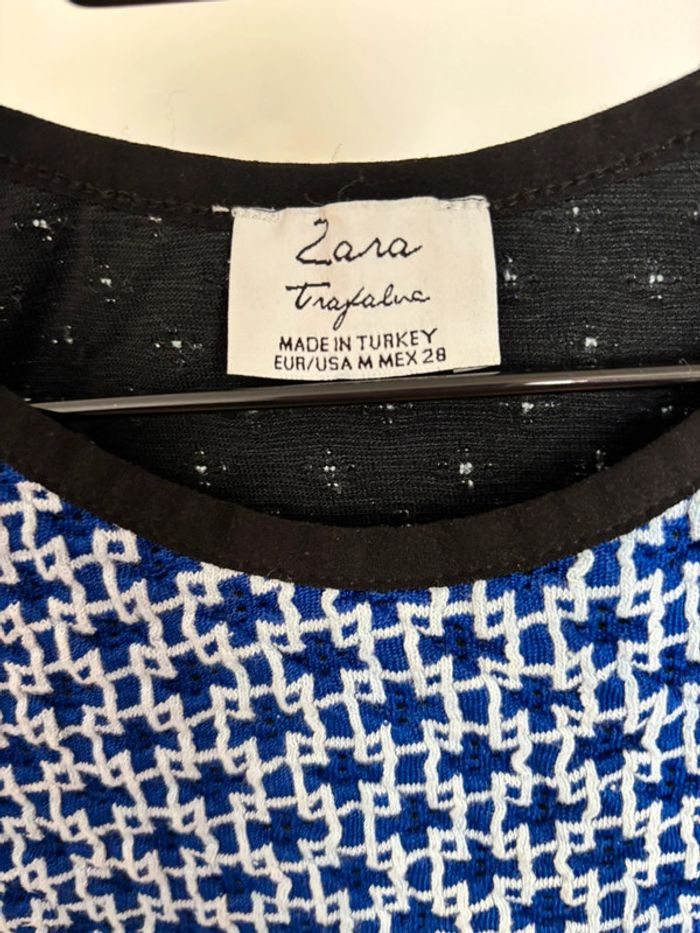 Zara
Trafaluc
MADE IN TURKEY
EUR/USA M MEX 28